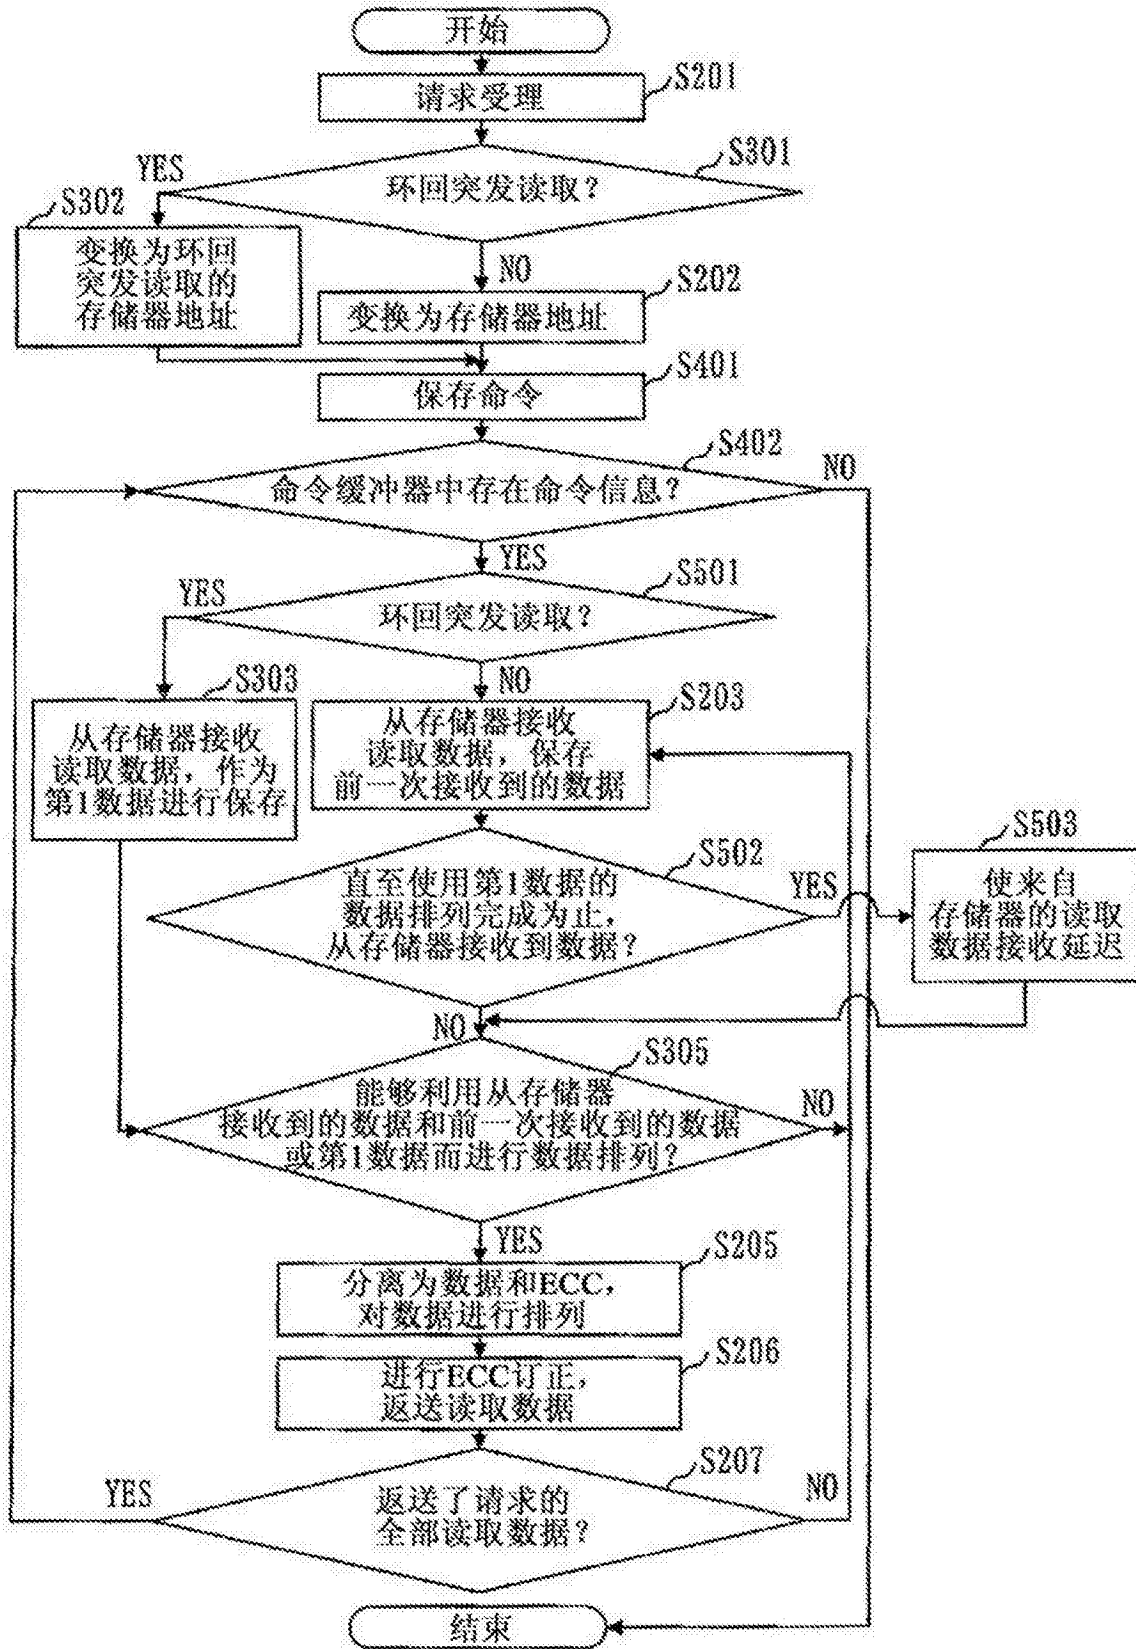 开始
S201
请求受理
S301
YES
环回突发读取?
S302
变换为环回
突发读取的
存储器地址
NO
S202
变换为存储器地址
S401
保存命令
S402
NO
命令缓冲器中存在命令信息?
YES
S501
YES
环回突发读取?
NO
S303
从存储器接收
读取数据，作为
第1数据进行保存
S203
从存储器接收
读取数据，保存
前一次接收到的数据
S502
直至使用第1数据的
数据排列完成为止，
从存储器接收到数据?
YES
S503
使来自
存储器的读取
数据接收延迟
NO
S305
能够利用从存储器
接收到的数据和前一次接收到的数据
或第1数据而进行数据排列?
NO
YES
S205
分离为数据和ECC，
对数据进行排列
S206
进行ECC订正，
返送读取数据
S207
YES
返送了请求的
全部读取数据?
NO
结束